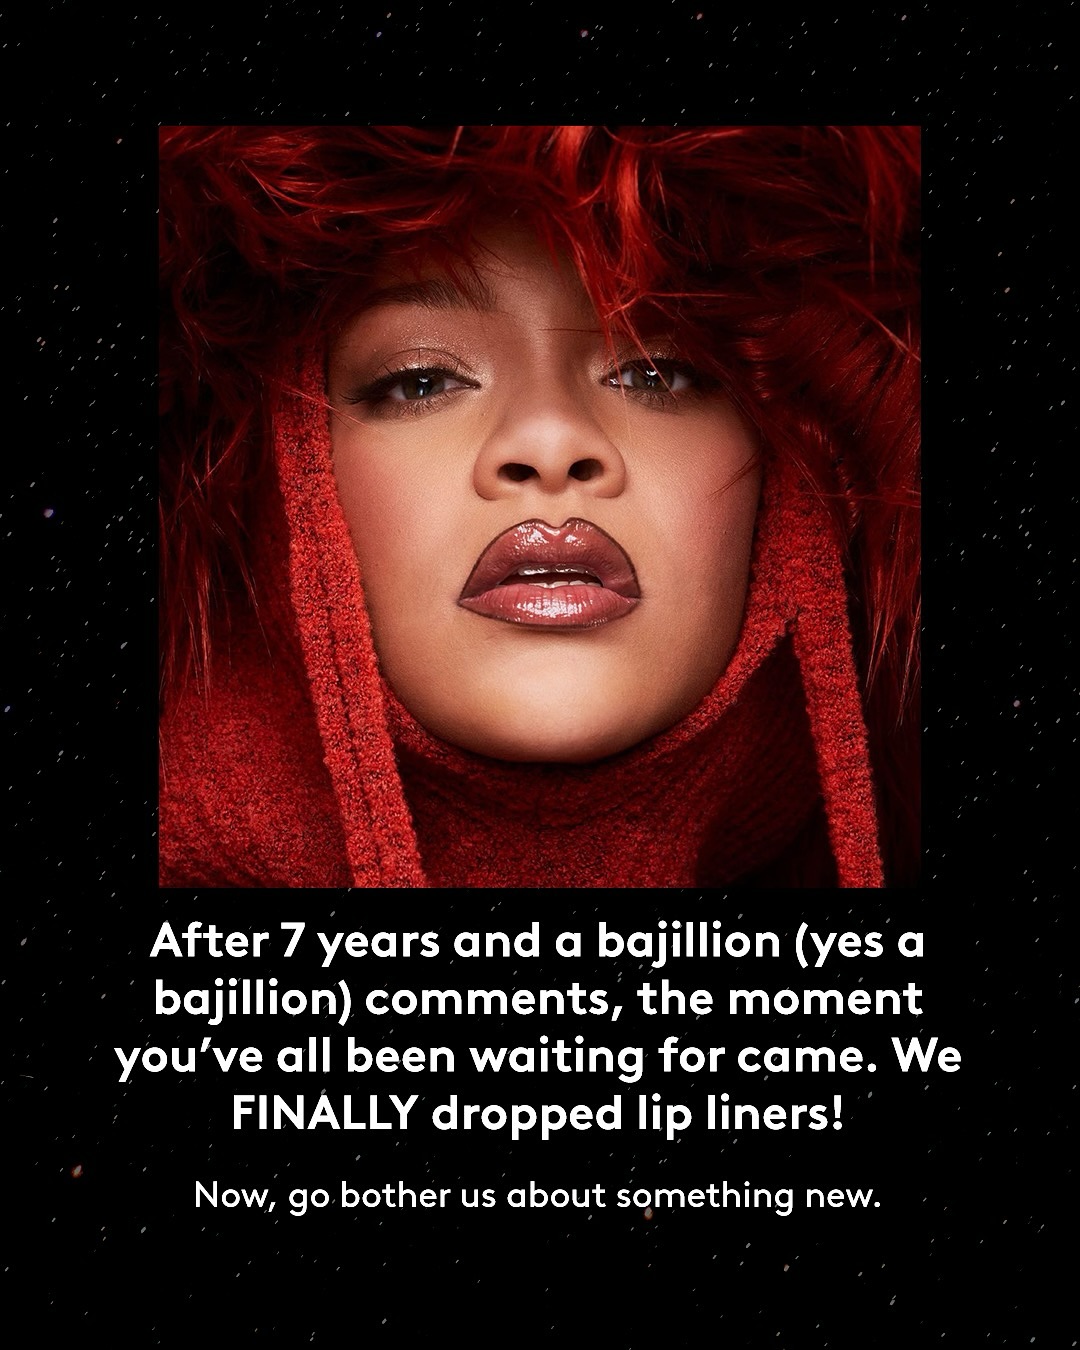 After 7 years and a bajillion (yes a
bajillion) comments, the moment
you’ve all been waiting for came. We
FINALLY dropped lip liners!
Now, go bother us about something new.